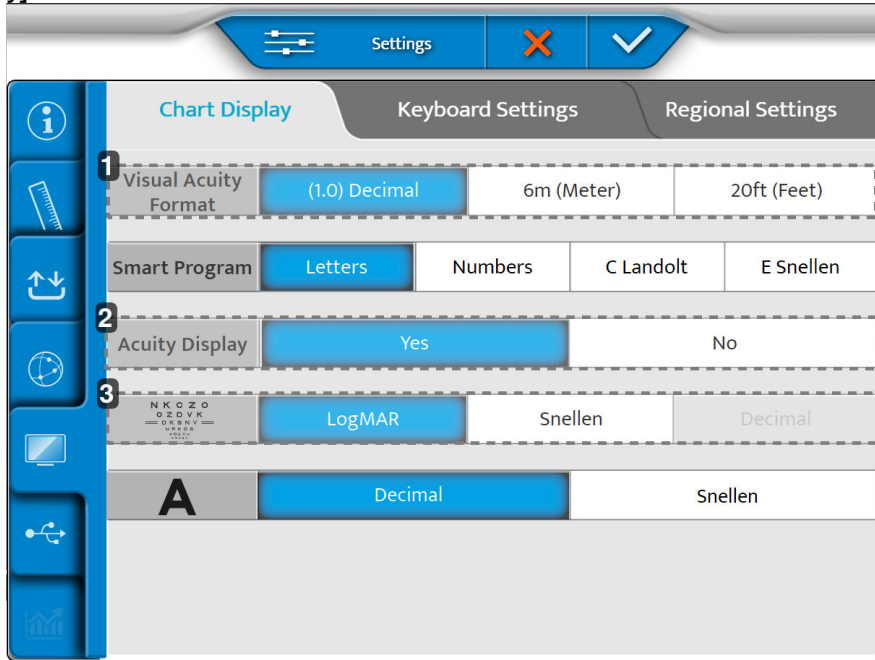 Settings
Chart Display
Keyboard Settings
Regional Settings
1
Visual Acuity
Format
(1.0) Decimal
6m (Meter)
20ft (Feet)
Smart Program
Letters
Numbers
C Landolt
E Snellen
2
Acuity Display
Yes
No
3
N K C Z O
O Z D V K
D K B N V
LogMAR
Snellen
Decimal
A
Decimal
Snellen